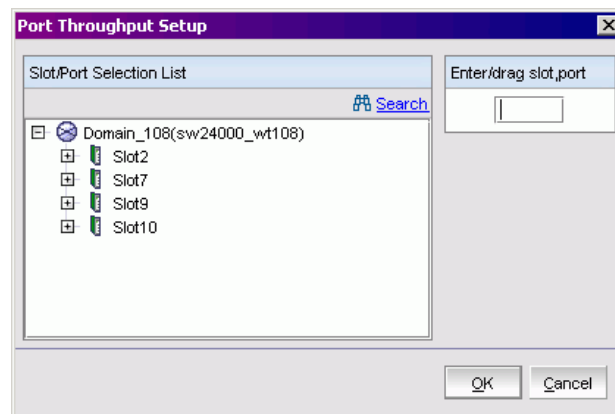 Port Throughput Setup
Slot/Port Selection List
Search
Domain_108(sw24000_wt108)
Slot2
Slot7
Slot9
Slot10
Enter/drag slot,port
OK
Cancel